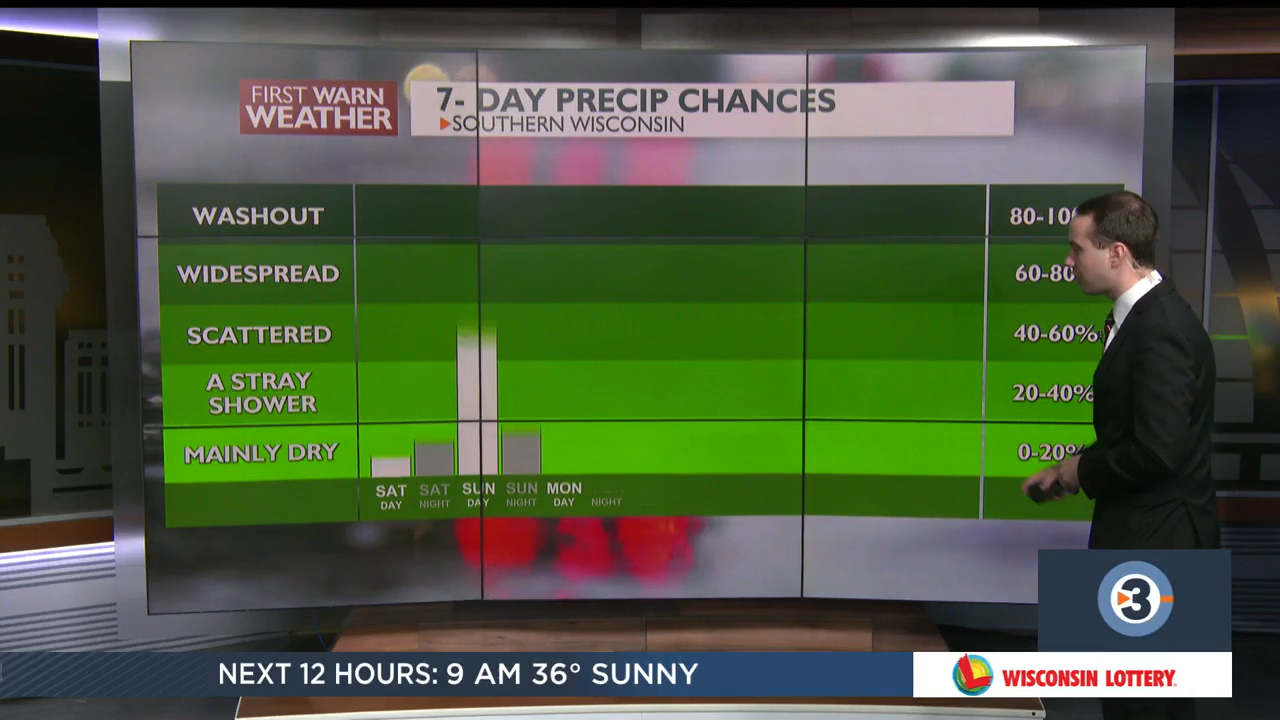 FIRST WARN
WEATHER
7- DAY PRECIP CHANCES
SOUTHERN WISCONSIN
WASHOUT
80-100
WIDESPREAD
60-80
SCATTERED
40-60%
A STRAY
SHOWER
20-40%
MAINLY DRY
0-20%
SAT SAT SUN SUN MON
DAY NIGHT DAY NIGHT DAY NIGHT
3
NEXT 12 HOURS: 9 AM 36° SUNNY
WISCONSIN LOTTERY